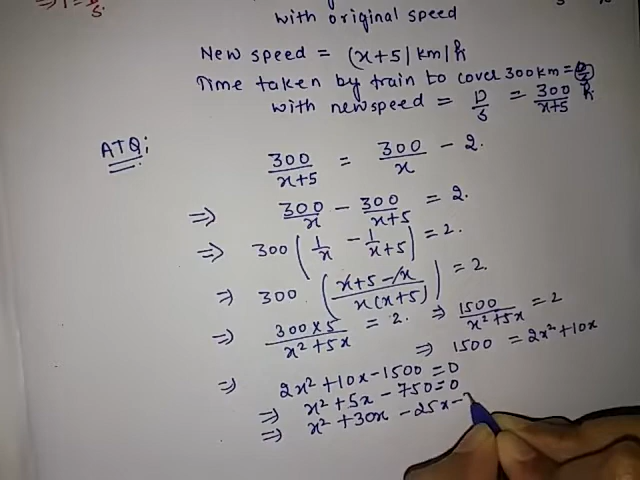 with original speed
New speed = (x+5) km/h
Time taken by train to cover 300 km = D/S
with new speed = D/S = 300/x+5 h
ATQ;
300/x+5 = 300/x - 2.
⇒ 300/x - 300/x+5 = 2.
⇒ 300 (1/x - 1/x+5) = 2.
⇒ 300 (x+5-x/x(x+5)) = 2.
⇒ 300×5/x²+5x = 2. ⇒ 1500/x²+5x = 2
⇒ 1500 = 2x²+10x
⇒ 2x²+10x-1500 = 0
⇒ x²+5x-750=0
⇒ x²+30x-25x-